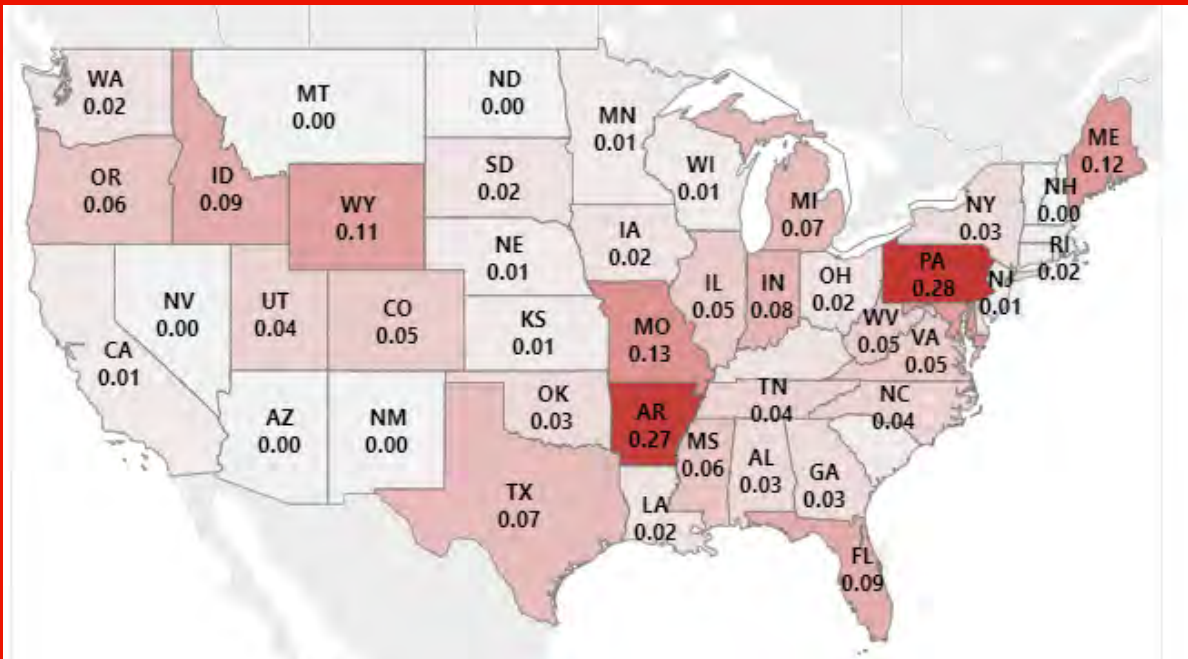 WA
0.02
MT
0.00
ND
0.00
MN
0.01
ME
0.12
OR
0.06
ID
0.09
WY
0.11
SD
0.02
WI
0.01
MI
0.07
NY
0.03
NH
0.00
NE
0.01
IA
0.02
RI
0.02
NV
0.00
UT
0.04
CO
0.05
KS
0.01
MO
0.13
IL
0.05
IN
0.08
OH
0.02
PA
0.28
NJ
0.01
WV
0.05
VA
0.05
CA
0.01
AZ
0.00
NM
0.00
OK
0.03
AR
0.27
TN
0.04
NC
0.04
MS
0.06
AL
0.03
GA
0.03
TX
0.07
LA
0.02
FL
0.09